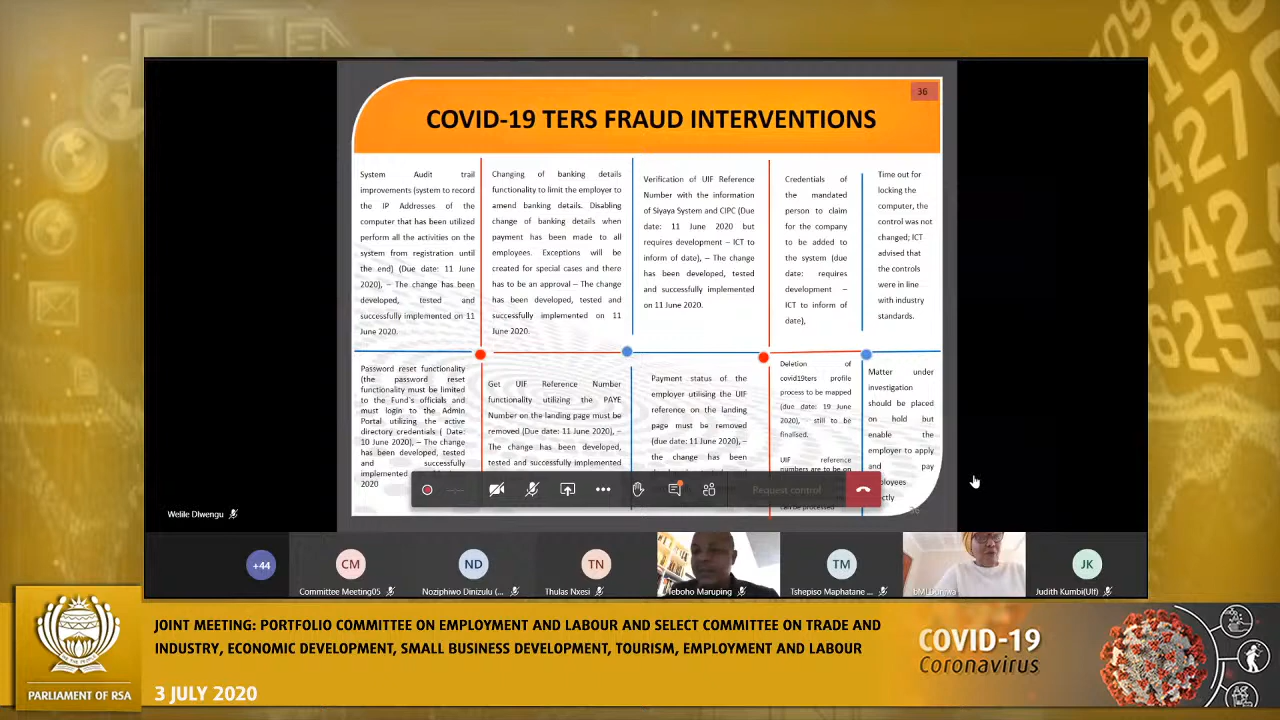 36
COVID-19 TERS FRAUD INTERVENTIONS
System Audit trail
improvements (system to record
the IP Addresses of the
computer that has been utilized
perform all the activities on the
system from registration until
the end) (Due date: 11 June
2020), – The change has been
developed, tested and
successfully implemented on 11
June 2020.
Changing of banking details
functionality to limit the employer to
amend banking details. Disabling
change of banking details when
payment has been made to all
employees. Exceptions will be
created for special cases and there
has to be an approval – The change
has been developed, tested and
successfully implemented on 11
June 2020.
Verification of UIF Reference
Number with the information
of Siyaya System and CIPC (Due
date: 11 June 2020 but
requires development – ICT to
inform of date), – The change
has been developed, tested
and successfully implemented
on 11 June 2020.
Credentials of
the mandated
person to claim
for the company
to be added to
the system (due
date: requires
development –
ICT to inform of
date),
Time out for
locking the
computer, the
control was not
changed; ICT
advised that
the controls
were in line
with industry
standards.
Password reset functionality
(the password reset
functionality must be limited
to the Fund's officials and
must login to the Admin
Portal utilizing the active
directory credentials ( Date:
10 June 2020), – The change
has been developed, tested
and successfully
implemented
2020
Get UIF Reference Number
functionality utilizing the PAYE
Number on the landing page must be
removed (Due date: 11 June 2020), –
The change has been developed,
tested and successfully implemented
Payment status of the
employer utilising the UIF
reference on the landing
page must be removed
(due date: 11 June 2020), –
the change has been
Deletion of
covid19ters profile
process to be mapped
(due date: 19 June
2020), still to be
finalised.
UIF reference
numbers are to be on
can be processed
Matter under
investigation
should be placed
on hold but
enable the
employer to apply
and pay
Request control
36
Welile Dlwengu
+44
CM
Committee Meeting05
ND
Noziphiwo Dinizulu (...
TN
Thulas Nxesi
Teboho Maruping
TM
Tshepiso Maphatane ...
JK
Judith Kumbi(UIf)
PARLIAMENT OF RSA
JOINT MEETING: PORTFOLIO COMMITTEE ON EMPLOYMENT AND LABOUR AND SELECT COMMITTEE ON TRADE AND
INDUSTRY, ECONOMIC DEVELOPMENT, SMALL BUSINESS DEVELOPMENT, TOURISM, EMPLOYMENT AND LABOUR
3 JULY 2020
COVID-19
Coronavirus